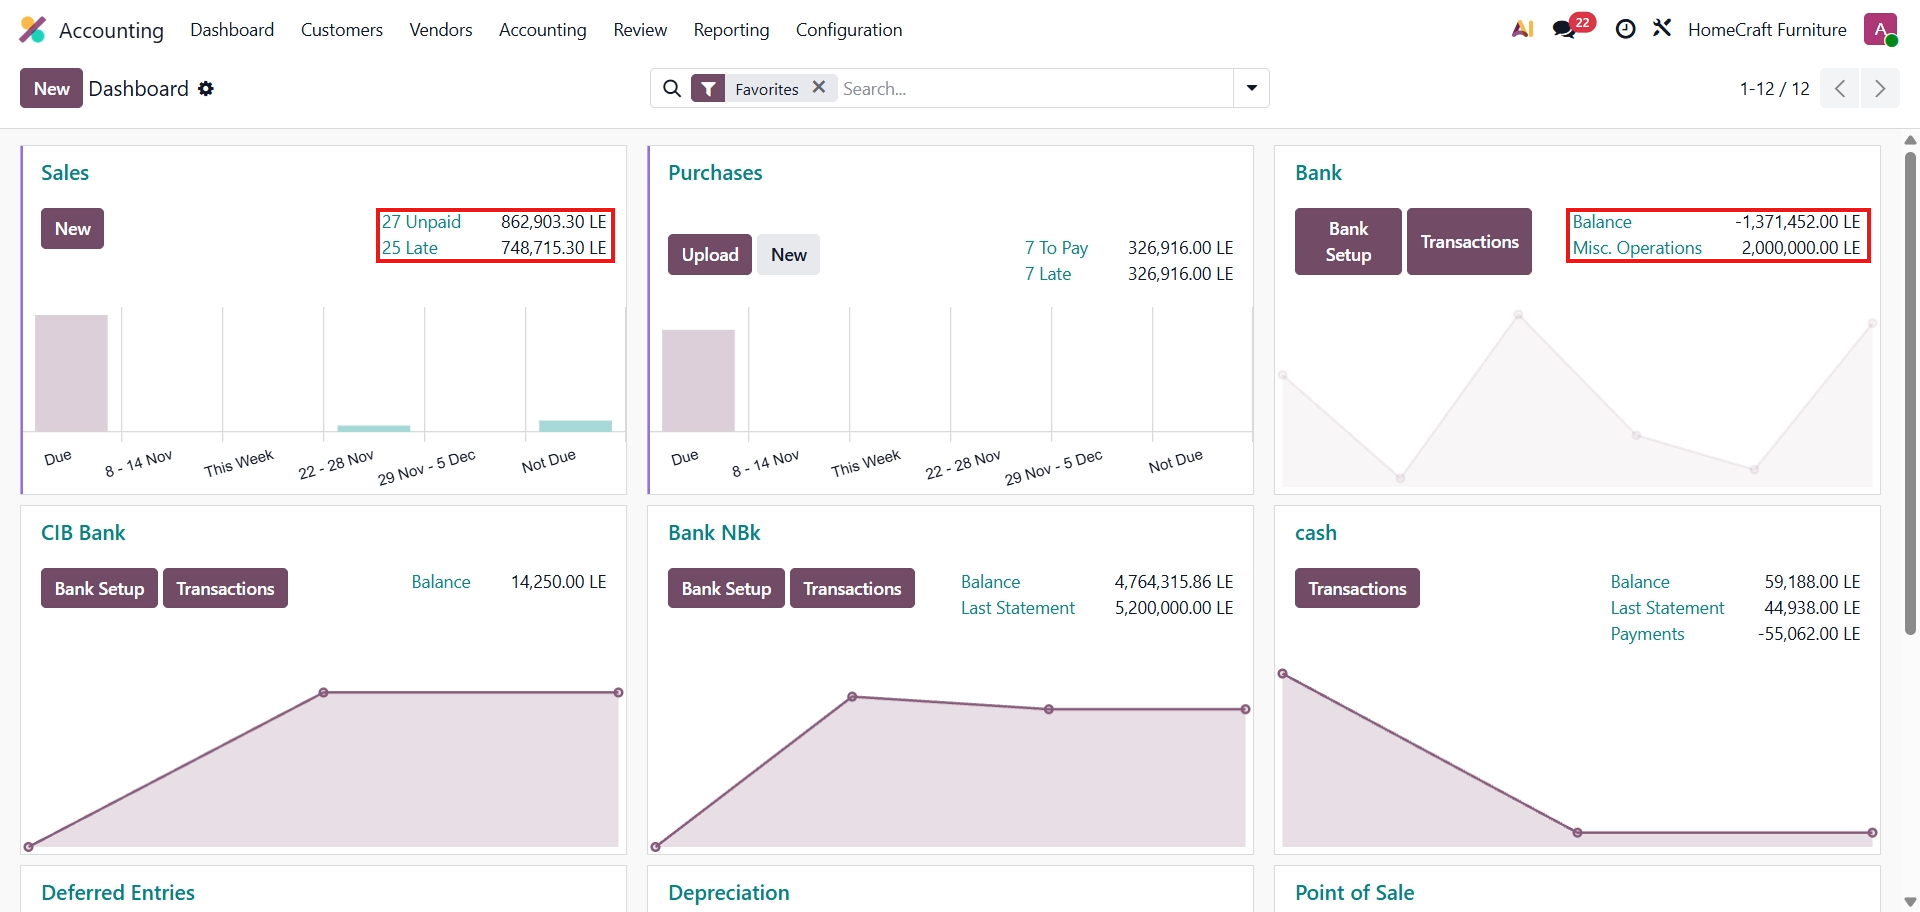 Accounting Dashboard Customers Vendors Accounting Review Reporting Configuration AI 22 HomeCraft Furniture A
New Dashboard Favorites Search... 1-12 / 12
Sales
New
27 Unpaid 862,903.30 LE
25 Late 748,715.30 LE
Due 8 - 14 Nov This Week 22 - 28 Nov 29 Nov - 5 Dec Not Due
Purchases
Upload New
7 To Pay 326,916.00 LE
7 Late 326,916.00 LE
Due 8 - 14 Nov This Week 22 - 28 Nov 29 Nov - 5 Dec Not Due
Bank
Bank Setup
Transactions
Balance -1,371,452.00 LE
Misc. Operations 2,000,000.00 LE
CIB Bank
Bank Setup Transactions
Balance 14,250.00 LE
Bank NBk
Bank Setup Transactions
Balance 4,764,315.86 LE
Last Statement 5,200,000.00 LE
cash
Transactions
Balance 59,188.00 LE
Last Statement 44,938.00 LE
Payments -55,062.00 LE
Deferred Entries
Depreciation
Point of Sale